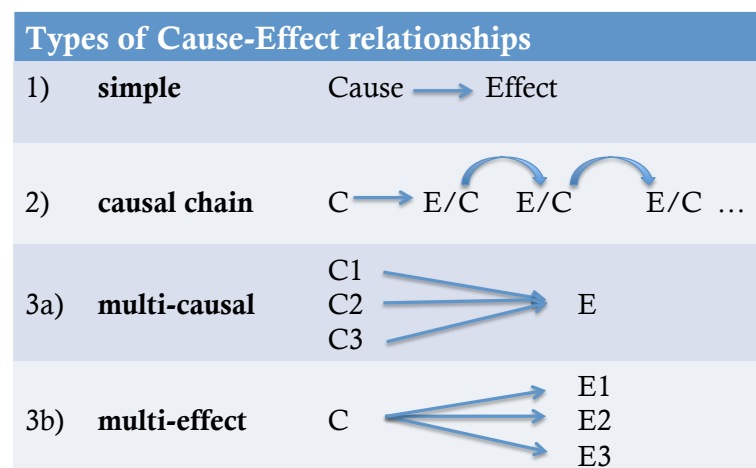 Types of Cause-Effect relationships
1) simple Cause Effect
2) causal chain C E/C E/C E/C ...
C1
3a) multi-causal C2 E
C3
E1
3b) multi-effect C E2
E3